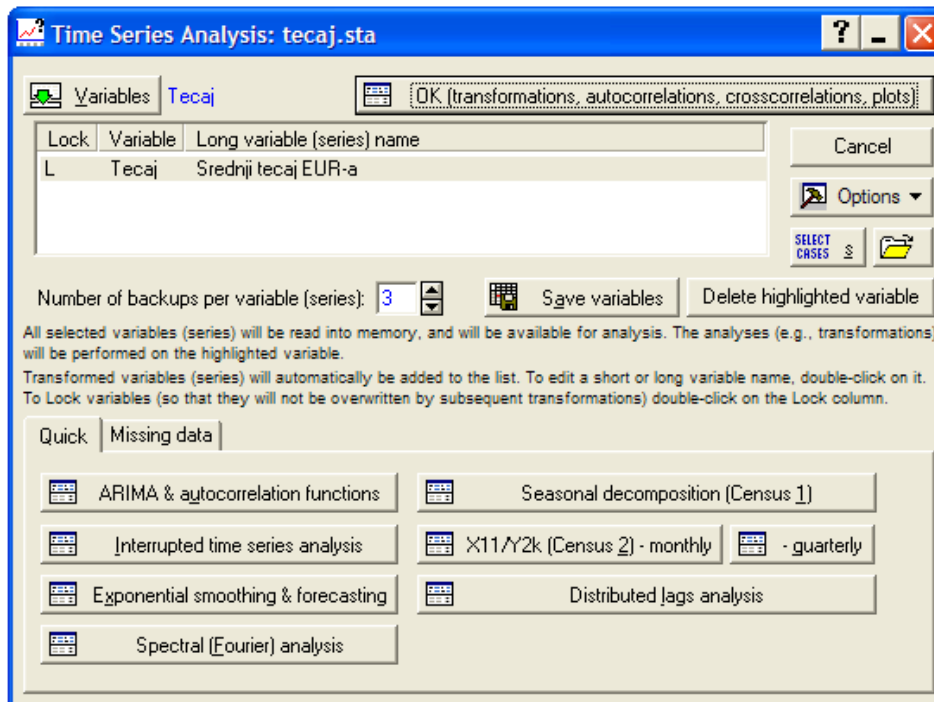 Time Series Analysis: tecaj.sta
Variables Tecaj OK (transformations, autocorrelations, crosscorrelations, plots)
Lock Variable Long variable (series) name
L Tecaj Srednji tecaj EUR-a
Cancel
Options
SELECT
CASES S
Number of backups per variable (series): 3 Save variables Delete highlighted variable
All selected variables (series) will be read into memory, and will be available for analysis. The analyses (e.g., transformations)
will be performed on the highlighted variable.
Transformed variables (series) will automatically be added to the list. To edit a short or long variable name, double-click on it.
To Lock variables (so that they will not be overwritten by subsequent transformations) double-click on the Lock column.
Quick Missing data
ARIMA & autocorrelation functions Seasonal decomposition (Census 1)
Interrupted time series analysis X11/Y2k (Census 2) - monthly - quarterly
Exponential smoothing & forecasting Distributed lags analysis
Spectral (Fourier) analysis